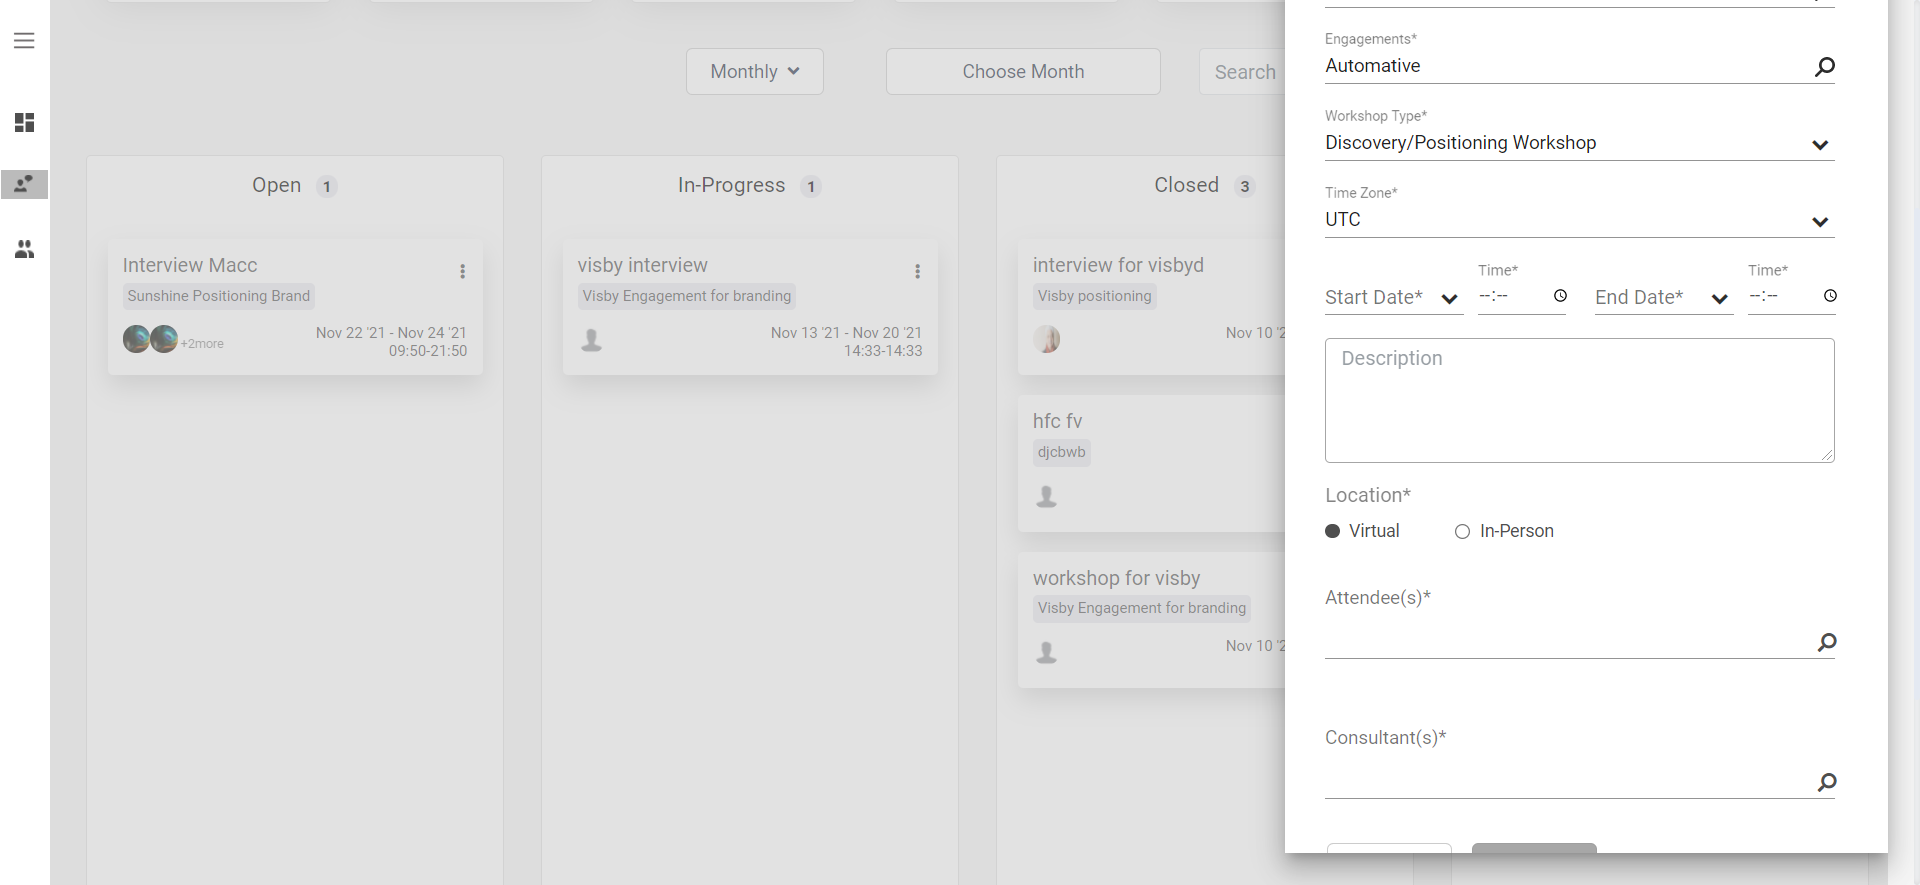 Monthly
Choose Month
Search
Open 1
Interview Macc
Sunshine Positioning Brand
+2more
Nov 22 '21 - Nov 24 '21
09:50-21:50
In-Progress 1
visby interview
Visby Engagement for branding
Nov 13 '21 - Nov 20 '21
14:33-14:33
Closed 3
interview for visbyd
Visby positioning
Nov 10 '2
hfc fv
djcbwb
workshop for visby
Visby Engagement for branding
Nov 10 '2
Engagements*
Automative
Workshop Type*
Discovery/Positioning Workshop
Time Zone*
UTC
Start Date*
Time*
--:--
End Date*
Time*
--:--
Description
Location*
Virtual
In-Person
Attendee(s)*
Consultant(s)*